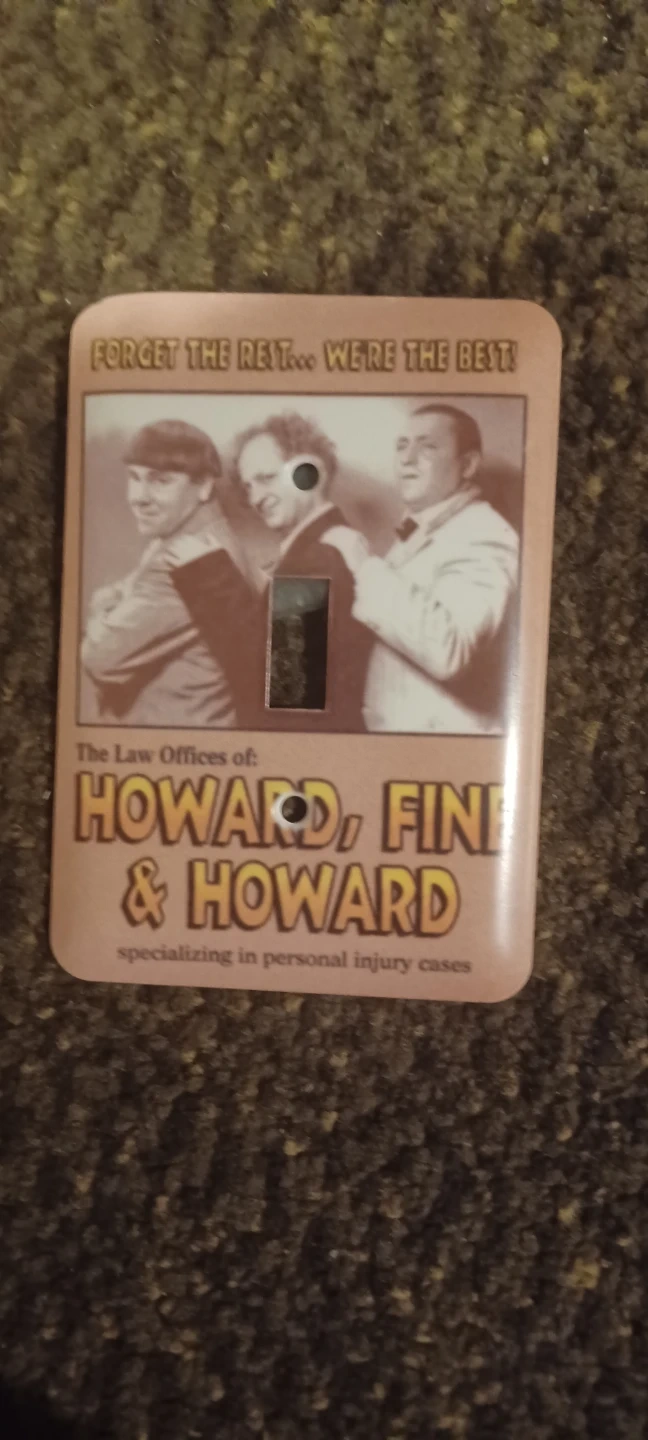 FORGET THE REST... WE'RE THE BEST!
The Law Offices of:
HOWARD, FINE
& HOWARD
specializing in personal injury cases